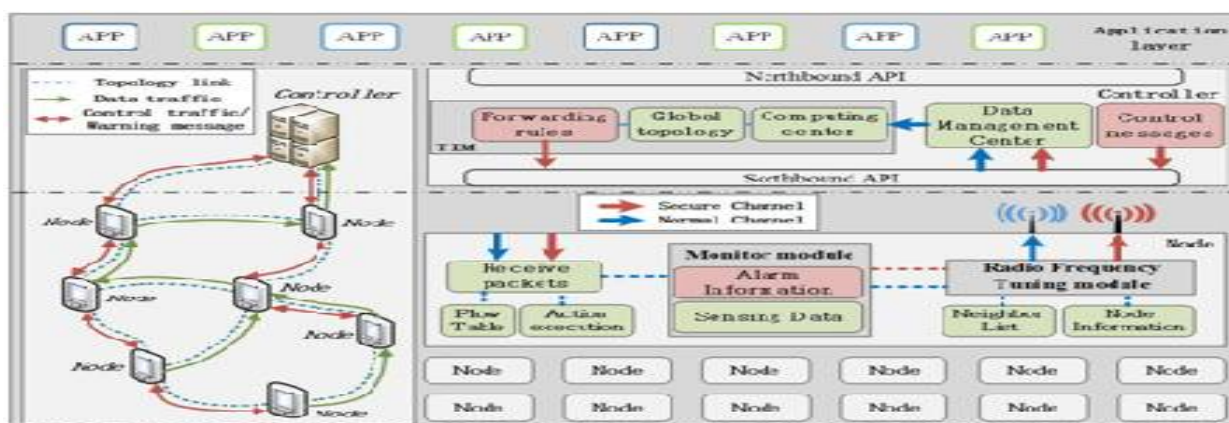 APP APP APP APP APP APP APP APP Application
layer
Topology link
Data traffic
Control traffic/
Warning message
Controller
Node
Node
Node
Node
Node
Node
Node
Northbound API
Controller
Forwarding
rules
Global
topology
Computing
center
Data
Management
Center
Control
messages
TIM
Southbound API
Secure Channel
Normal Channel
Node
Receive
packets
Flow
Table
Active
execution
Monitor module
Alarm
Information
Sensing Data
Radio Frequency
Tuning module
Neighbor
List
Node
Information
Node Node Node Node Node Node
Node Node Node Node Node Node